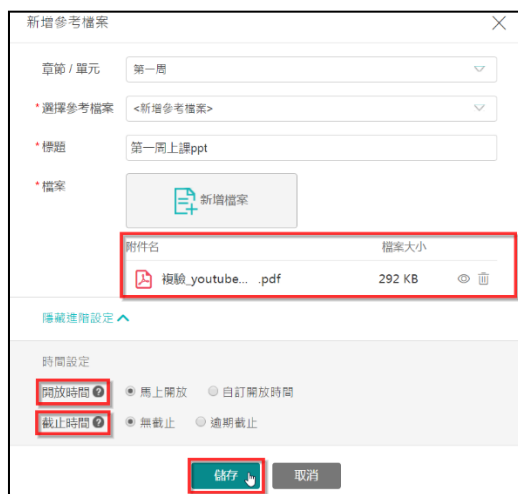 新增參考檔案
章節 / 單元 第一周
*選擇參考檔案 <新增參考檔案>
*標題 第一周上課ppt
*檔案 新增檔案
附件名 檔案大小
複驗_youtube... .pdf 292 KB
隱藏進階設定
時間設定
開放時間 馬上開放 自訂開放時間
截止時間 無截止 逾期截止
儲存 取消